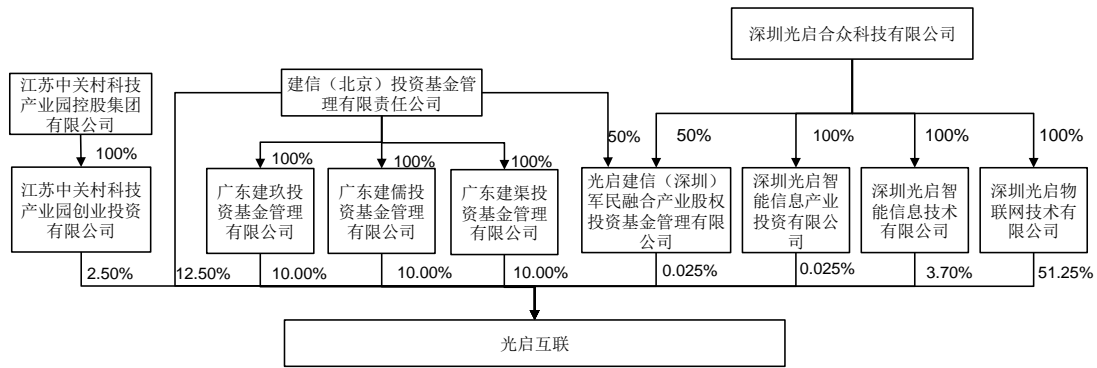 深圳光启合众科技有限公司
江苏中关村科技
产业园控股集团
有限公司
建信（北京）投资基金管
理有限责任公司
100%
100%
100%
100%
50%
50%
100%
100%
100%
江苏中关村科技
产业园创业投资
有限公司
广东建玖投
资基金管理
有限公司
广东建儒投
资基金管理
有限公司
广东建渠投
资基金管理
有限公司
光启建信（深圳）
军民融合产业股权
投资基金管理有限
公司
深圳光启智
能信息产业
投资有限公
司
深圳光启智
能信息技术
有限公司
深圳光启物
联网技术有
限公司
2.50%
12.50%
10.00%
10.00%
10.00%
0.025%
0.025%
3.70%
51.25%
光启互联